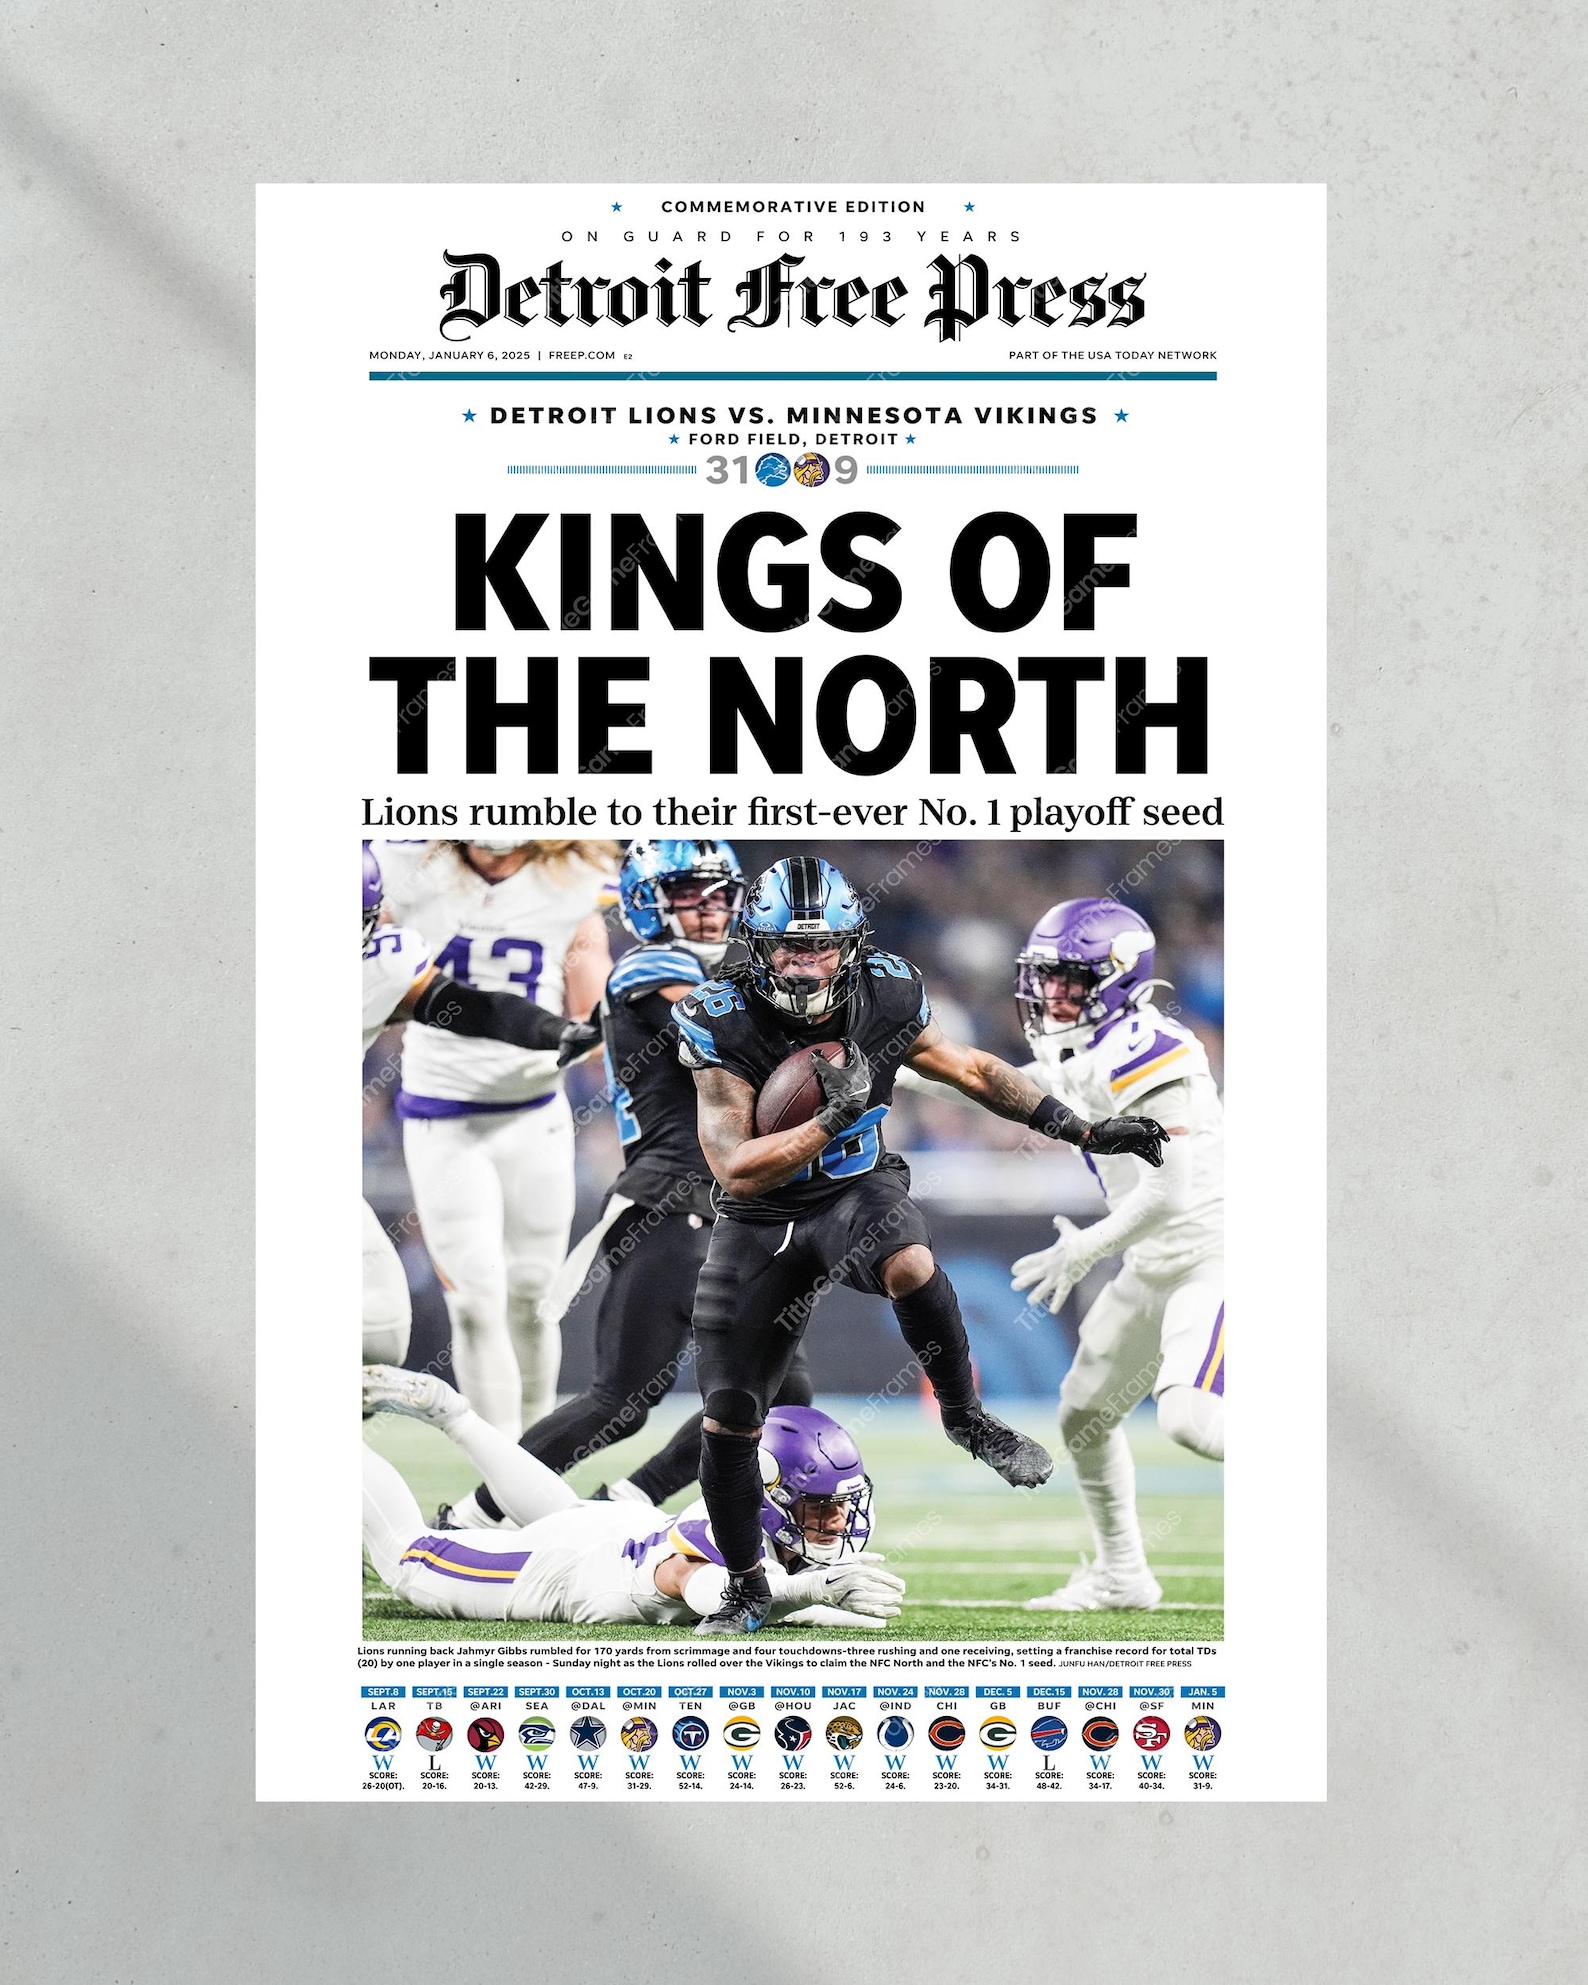 COMMEMORATIVE EDITION
ON GUARD FOR 193 YEARS
Detroit Free Press
MONDAY, JANUARY 6, 2025 | FREEP.COM E2
PART OF THE USA TODAY NETWORK
DETROIT LIONS VS. MINNESOTA VIKINGS
FORD FIELD, DETROIT
31 9
KINGS OF
THE NORTH
Lions rumble to their first-ever No. 1 playoff seed
43
DETROIT
26
26
TitleGameFrames
Lions running back Jahmyr Gibbs rumbled for 170 yards from scrimmage and four touchdowns-three rushing and one receiving, setting a franchise record for total TDs
(20) by one player in a single season - Sunday night as the Lions rolled over the Vikings to claim the NFC North and the NFC's No. 1 seed. JUNFU HAN/DETROIT FREE PRESS
SEPT.8 SEPT.15 SEPT.22 SEPT.30 OCT.13 OCT.20 OCT.27 NOV.3 NOV.10 NOV.17 NOV. 24 NOV. 28 DEC. 5 DEC.15 NOV. 28 NOV. 30 JAN. 5
LAR TB @ARI SEA @DAL @MIN TEN @GB @HOU JAC @IND CHI GB BUF @CHI @SF MIN
W L W W W W W W W W W W W L W W W
SCORE: SCORE: SCORE: SCORE: SCORE: SCORE: SCORE: SCORE: SCORE: SCORE: SCORE: SCORE: SCORE: SCORE: SCORE: SCORE: SCORE:
26-20(OT). 20-16. 20-13. 42-29. 47-9. 31-29. 52-14. 24-14. 26-23. 52-6. 24-6. 23-20. 34-31. 48-42. 34-17. 40-34. 31-9.